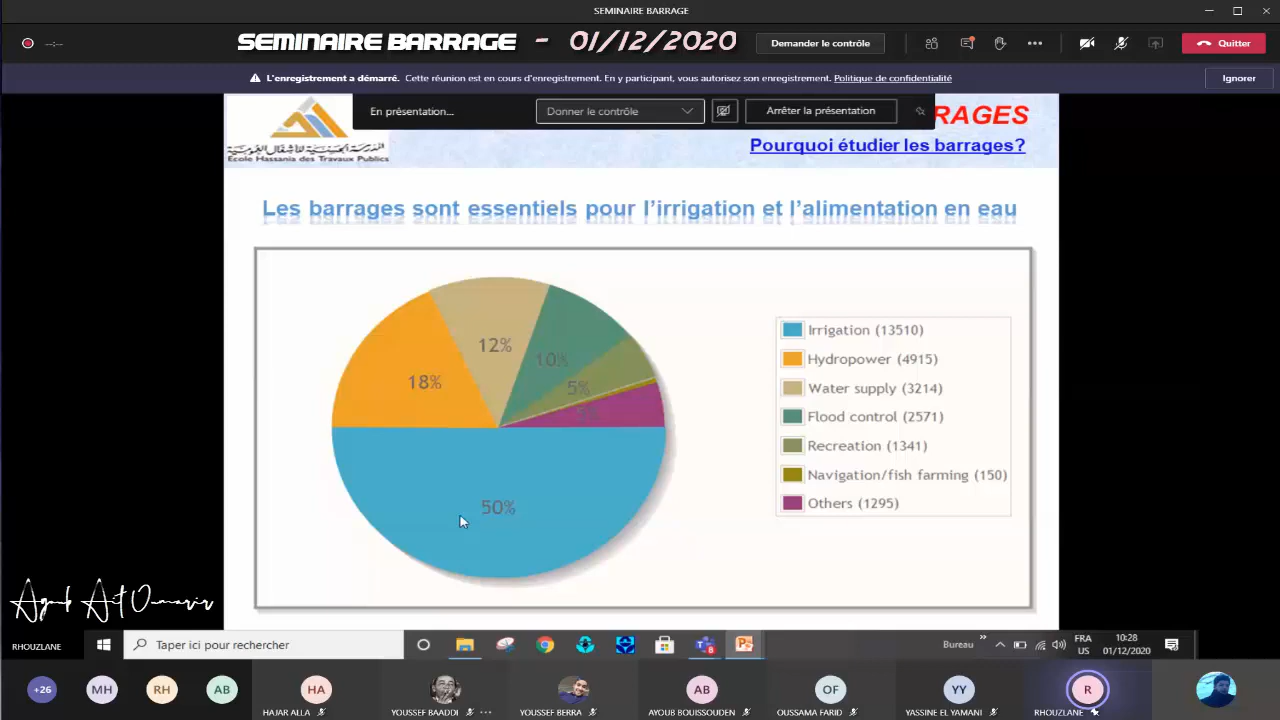 SEMINAIRE BARRAGE
--:--
SEMINAIRE BARRAGE - 01/12/2020
Demander le contrôle
Quitter
L'enregistrement a démarré. Cette réunion est en cours d'enregistrement. En y participant, vous autorisez son enregistrement. Politique de confidentialité
Ignorer
En présentation...
Donner le contrôle
Arrêter la présentation
RAGES
المدرسة الحسنية للأشغال العمومية
Ecole Hassania des Travaux Publics
Pourquoi étudier les barrages?
Les barrages sont essentiels pour l'irrigation et l'alimentation en eau
12%
10%
18%
5%
5%
50%
Irrigation (13510)
Hydropower (4915)
Water supply (3214)
Flood control (2571)
Recreation (1341)
Navigation/fish farming (150)
Others (1295)
RHOUZLANE
Taper ici pour rechercher
Bureau
FRA
US
10:28
01/12/2020
+26
MH
RH
AB
HA
HAJAR ALLA
YOUSSEF BAADDI
YOUSSEF BERRA
AB
AYOUB BOUISSOUDEN
OF
OUSSAMA FARID
YY
YASSINE EL YAMANI
R
RHOUZLANE